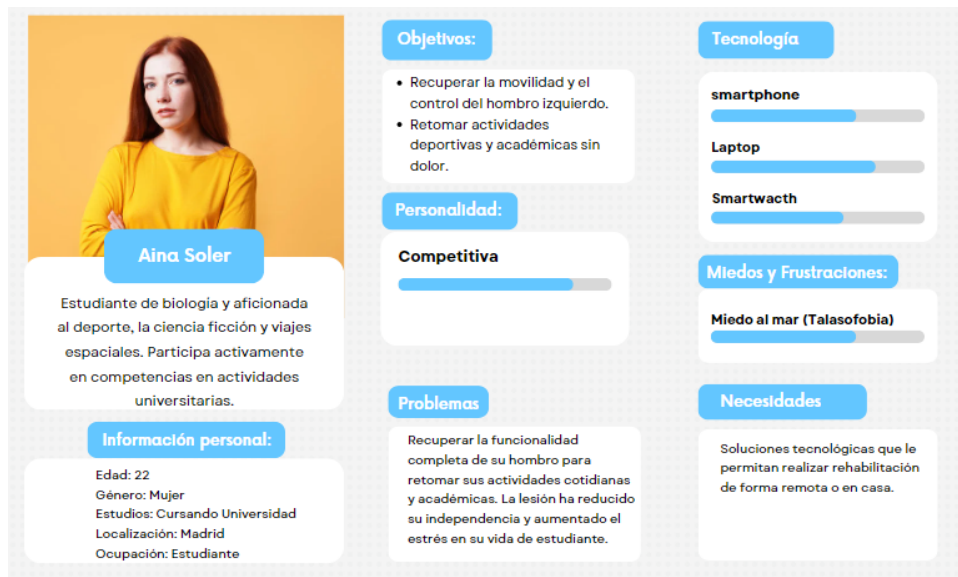 Aina Soler
Estudiante de biología y aficionada
al deporte, la ciencia ficción y viajes
espaciales. Participa activamente
en competencias en actividades
universitarias.
Información personal:
Edad: 22
Género: Mujer
Estudios: Cursando Universidad
Localización: Madrid
Ocupación: Estudiante
Objetivos:
• Recuperar la movilidad y el
control del hombro izquierdo.
• Retomar actividades
deportivas y académicas sin
dolor.
Personalidad:
Competitiva
Problemas
Recuperar la funcionalidad
completa de su hombro para
retomar sus actividades cotidianas
y académicas. La lesión ha reducido
su independencia y aumentado el
estrés en su vida de estudiante.
Tecnología
smartphone
Laptop
Smartwacth
Miedos y Frustraciones:
Miedo al mar (Talasofobia)
Necesidades
Soluciones tecnológicas que le
permitan realizar rehabilitación
de forma remota o en casa.